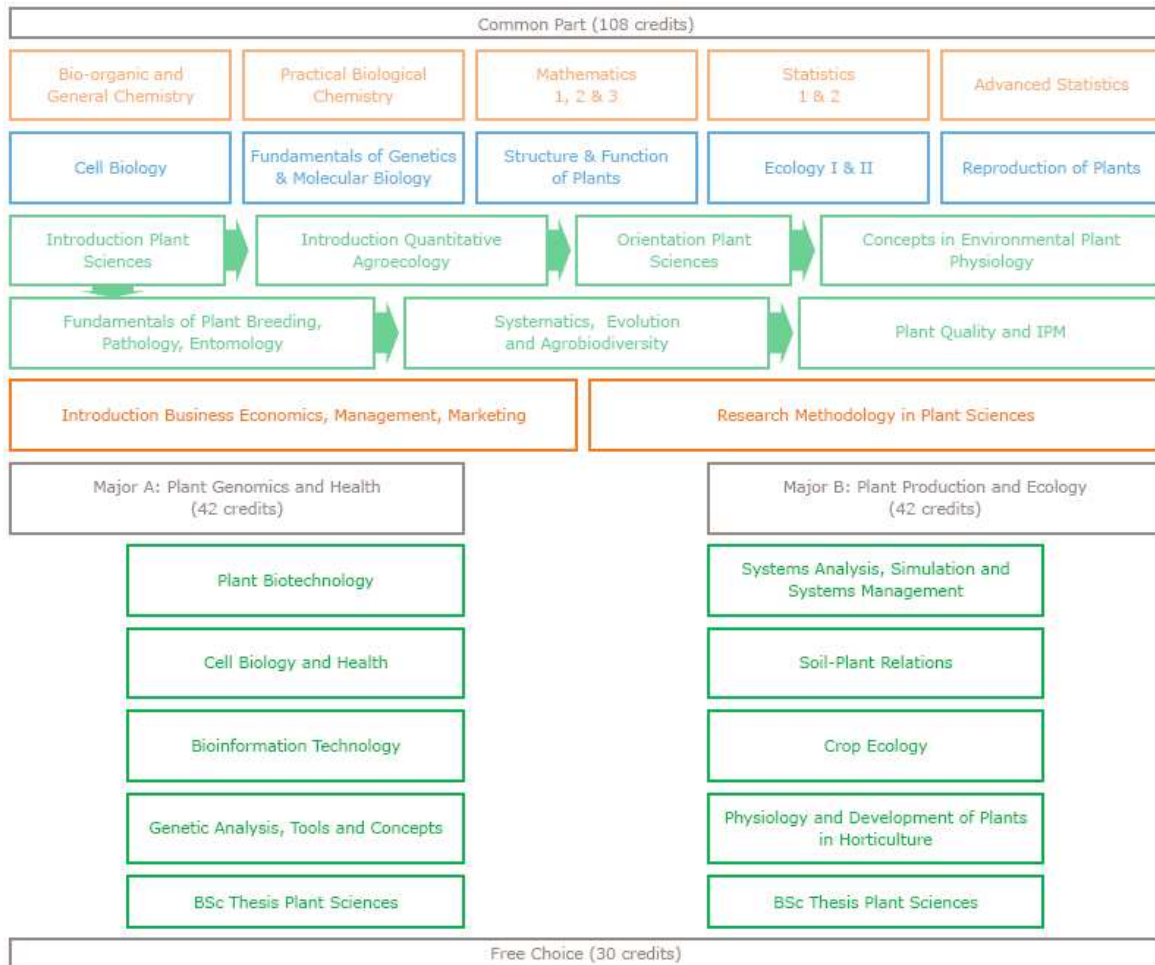 Common Part (108 credits)
Bio-organic and
General Chemistry
Practical Biological
Chemistry
Mathematics
1, 2 & 3
Statistics
1 & 2
Advanced Statistics
Cell Biology
Fundamentals of Genetics
& Molecular Biology
Structure & Function
of Plants
Ecology I & II
Reproduction of Plants
Introduction Plant
Sciences
Introduction Quantitative
Agroecology
Orientation Plant
Sciences
Concepts in Environmental Plant
Physiology
Fundamentals of Plant Breeding,
Pathology, Entomology
Systematics, Evolution
and Agrobiodiversity
Plant Quality and IPM
Introduction Business Economics, Management, Marketing
Research Methodology in Plant Sciences
Major A: Plant Genomics and Health
(42 credits)
Major B: Plant Production and Ecology
(42 credits)
Plant Biotechnology
Systems Analysis, Simulation and
Systems Management
Cell Biology and Health
Soil-Plant Relations
Bioinformation Technology
Crop Ecology
Genetic Analysis, Tools and Concepts
Physiology and Development of Plants
in Horticulture
BSc Thesis Plant Sciences
BSc Thesis Plant Sciences
Free Choice (30 credits)